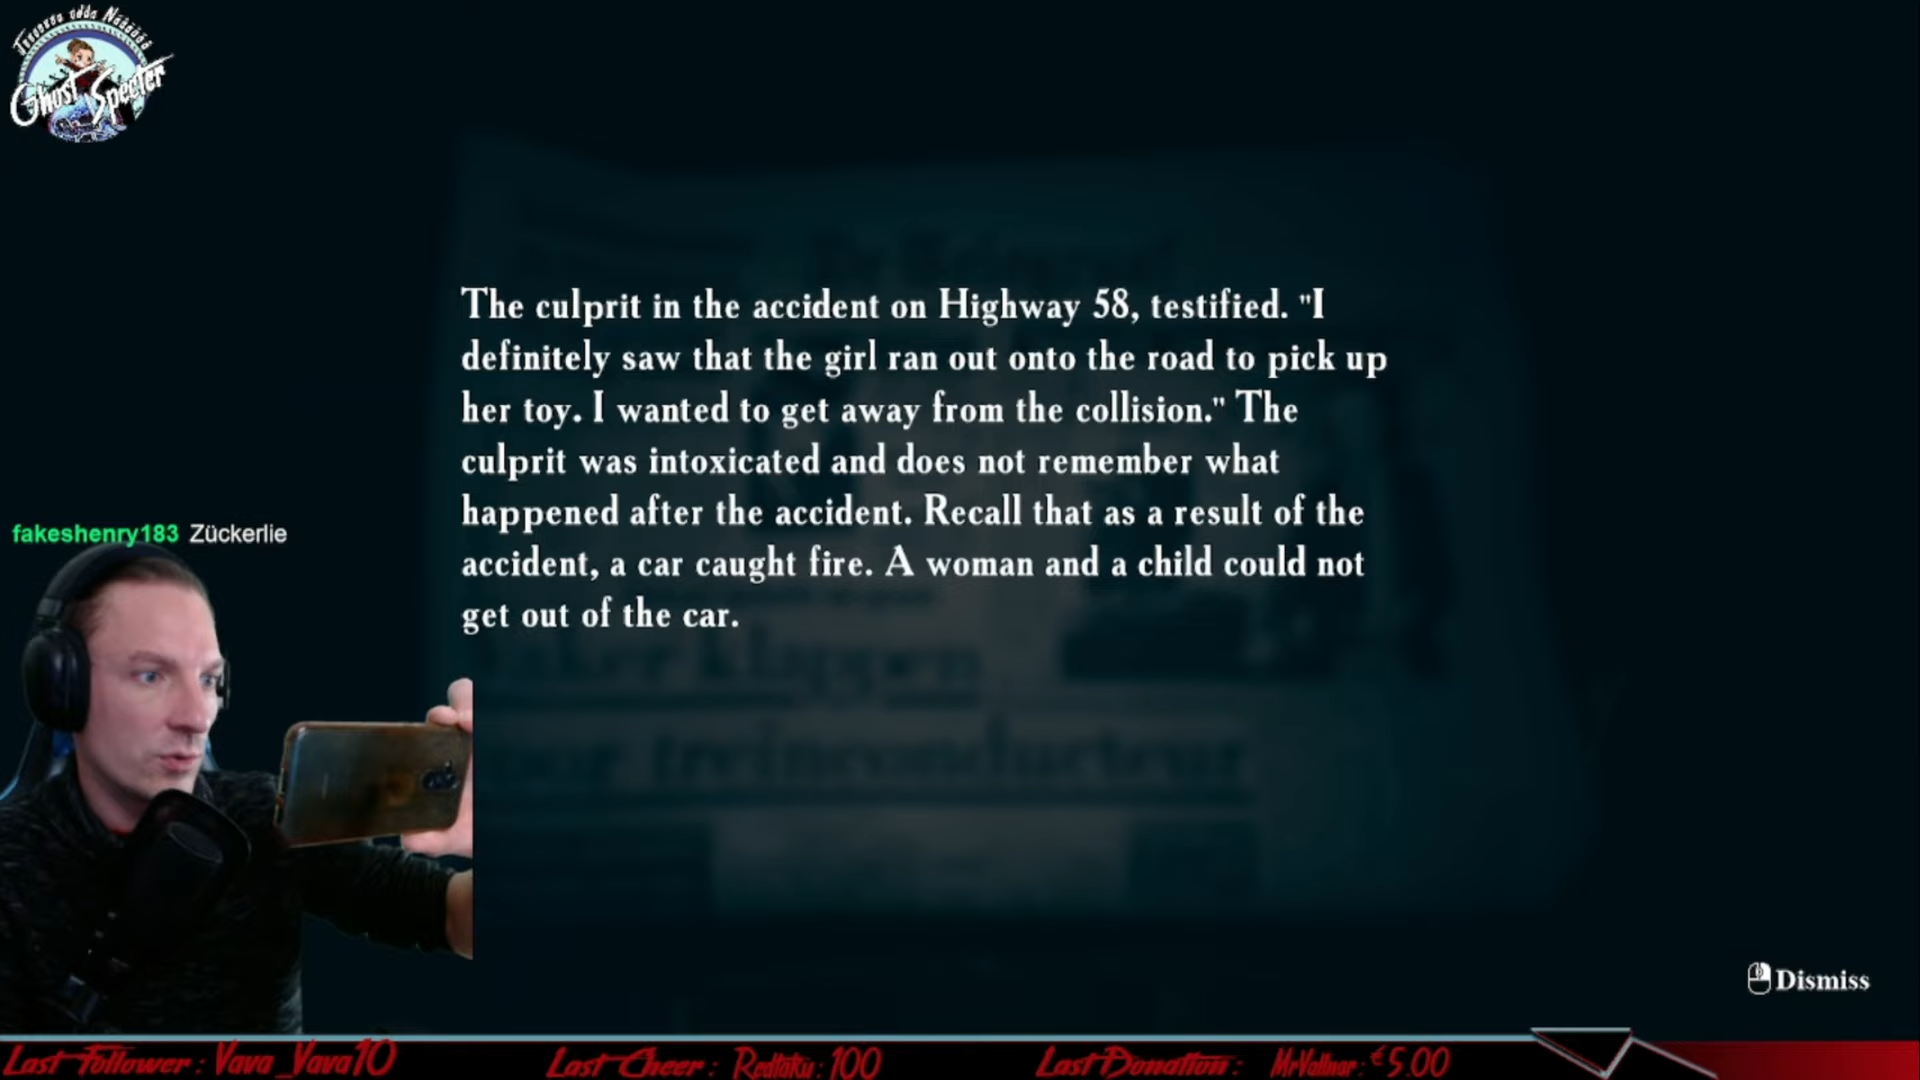 Ghost Specter
The culprit in the accident on Highway 58, testified. "I
definitely saw that the girl ran out onto the road to pick up
her toy. I wanted to get away from the collision." The
culprit was intoxicated and does not remember what
happened after the accident. Recall that as a result of the
accident, a car caught fire. A woman and a child could not
get out of the car.
fakeshenry183 Zückerlie
klappen
treinconducteur
Dismiss
Last Follower : Vava_Vava10
Last Cheer : Redtaku : 100
Last Donation : MrVallnar : €5.00